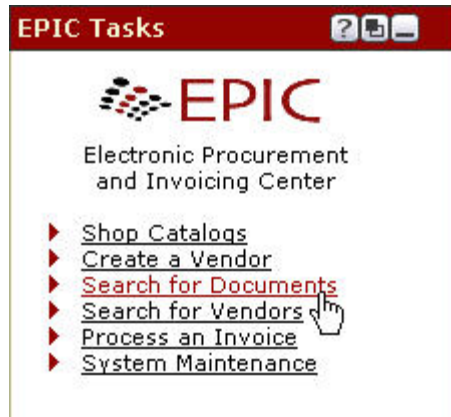 EPIC Tasks ?
EPIC
Electronic Procurement
and Invoicing Center
Shop Catalogs
Create a Vendor
Search for Documents
Search for Vendors
Process an Invoice
System Maintenance